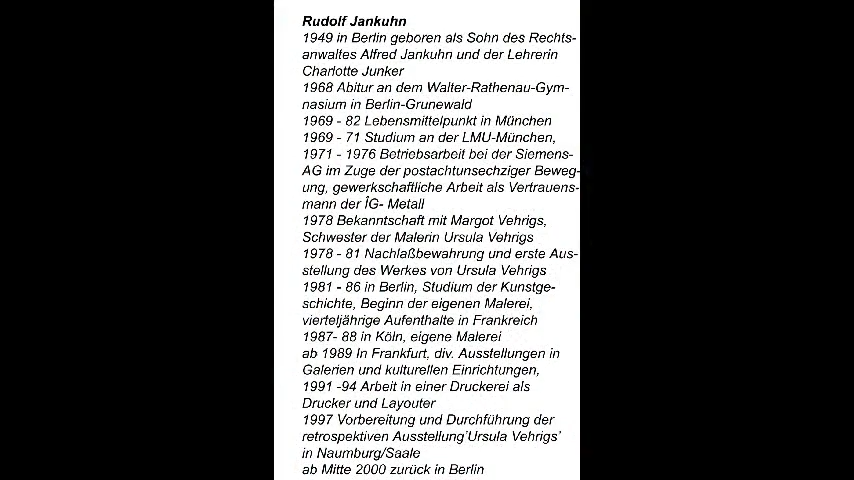 Rudolf Jankuhn
1949 in Berlin geboren als Sohn des Rechts-
anwaltes Alfred Jankuhn und der Lehrerin
Charlotte Junker
1968 Abitur an dem Walter-Rathenau-Gym-
nasium in Berlin-Grunewald
1969 - 82 Lebensmittelpunkt in München
1969 - 71 Studium an der LMU-München,
1971 - 1976 Betriebsarbeit bei der Siemens-
AG im Zuge der postachtunsechziger Beweg-
ung, gewerkschaftliche Arbeit als Vertrauens-
mann der ÎG- Metall
1978 Bekanntschaft mit Margot Vehrigs,
Schwester der Malerin Ursula Vehrigs
1978 - 81 Nachlaßbewahrung und erste Aus-
stellung des Werkes von Ursula Vehrigs
1981 - 86 in Berlin, Studium der Kunstge-
schichte, Beginn der eigenen Malerei,
vierteljährige Aufenthalte in Frankreich
1987- 88 in Köln, eigene Malerei
ab 1989 In Frankfurt, div. Ausstellungen in
Galerien und kulturellen Einrichtungen,
1991 -94 Arbeit in einer Druckerei als
Drucker und Layouter
1997 Vorbereitung und Durchführung der
retrospektiven Ausstellung'Ursula Vehrigs'
in Naumburg/Saale
ab Mitte 2000 zurück in Berlin